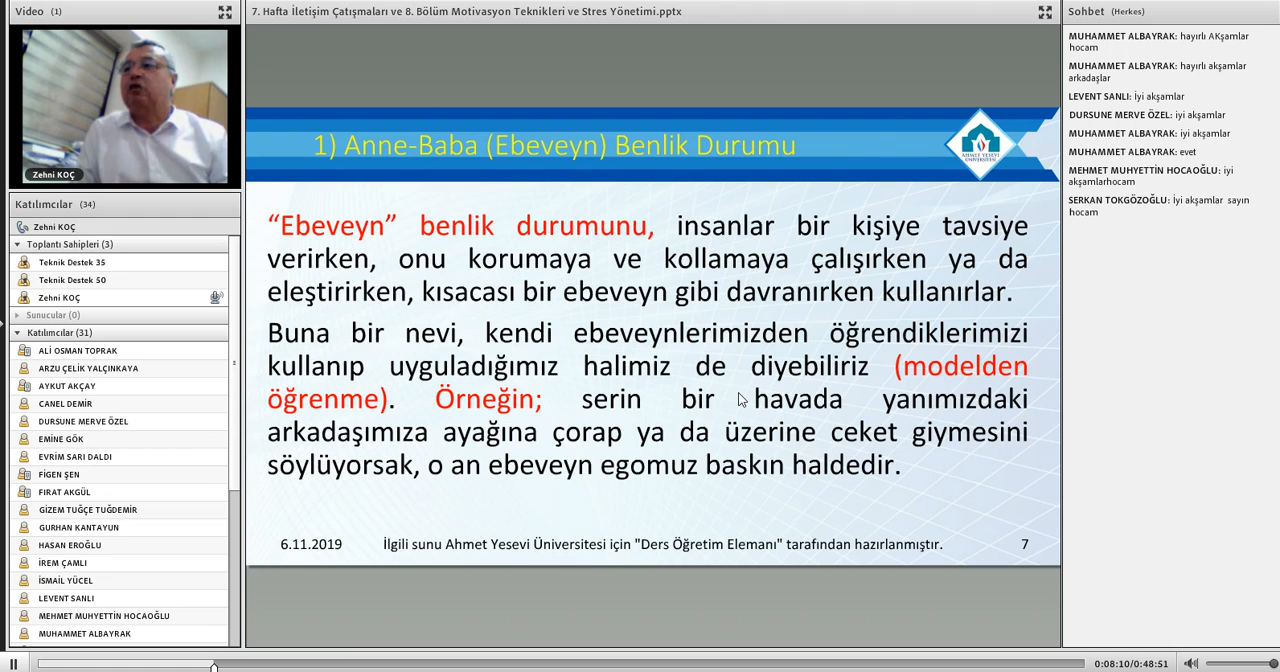 Video (1)
Zehni KOÇ
Katılımcılar (34)
Zehni KOÇ
Toplantı Sahipleri (3)
Teknik Destek 35
Teknik Destek 50
Zehni KOÇ
Sunucular (0)
Katılımcılar (31)
ALİ OSMAN TOPRAK
ARZU ÇELİK YALÇINKAYA
AYKUT AKÇAY
CANEL DEMİR
DURSUNE MERVE ÖZEL
EMİNE GÖK
EVRİM SARI DALDI
FİGEN ŞEN
FIRAT AKGÜL
GİZEM TUĞÇE TUĞDEMİR
GURHAN KANTAYUN
HASAN EROĞLU
İREM ÇAMLI
İSMAİL YÜCEL
LEVENT SANLI
MEHMET MUHYETTİN HOCAOĞLU
MUHAMMET ALBAYRAK
7. Hafta İletişim Çatışmaları ve 8. Bölüm Motivasyon Teknikleri ve Stres Yönetimi.pptx
1) Anne-Baba (Ebeveyn) Benlik Durumu
AHMET YESEVİ
ÜNİVERSİTESİ
“Ebeveyn” benlik durumunu, insanlar bir kişiye tavsiye
verirken, onu korumaya ve kollamaya çalışırken ya da
eleştirirken, kısacası bir ebeveyn gibi davranırken kullanırlar.
Buna bir nevi, kendi ebeveynlerimizden öğrendiklerimizi
kullanıp uyguladığımız halimiz de diyebiliriz (modelden
öğrenme). Örneğin; serin bir havada yanımızdaki
arkadaşımıza ayağına çorap ya da üzerine ceket giymesini
söylüyorsak, o an ebeveyn egomuz baskın haldedir.
6.11.2019 İlgili sunu Ahmet Yesevi Üniversitesi için "Ders Öğretim Elemanı" tarafından hazırlanmıştır. 7
Sohbet (Herkes)
MUHAMMET ALBAYRAK: hayırlı AKşamlar
hocam
MUHAMMET ALBAYRAK: hayırlı akşamlar
arkadaşlar
LEVENT SANLI: İyi akşamlar
DURSUNE MERVE ÖZEL: iyi akşamlar
MUHAMMET ALBAYRAK: iyi akşamlar
MUHAMMET ALBAYRAK: evet
MEHMET MUHYETTİN HOCAOĞLU: iyi
akşamlarhocam
SERKAN TOKGÖZOĞLU: İyi akşamlar sayın
hocam
0:08:10/0:48:51